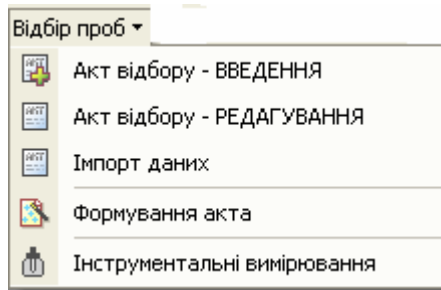 Відбір проб
Акт відбору - ВВЕДЕННЯ
Акт відбору - РЕДАГУВАННЯ
Імпорт даних
Формування акта
Інструментальні вимірювання